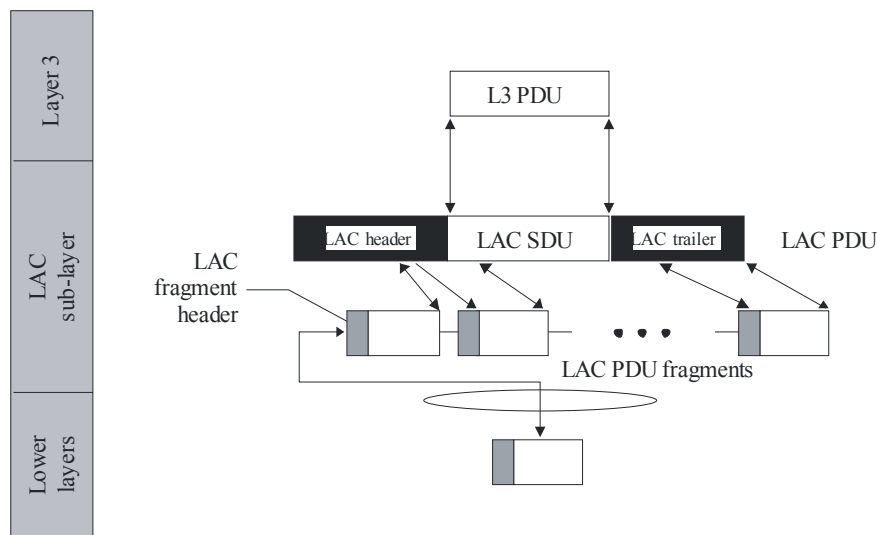 Layer 3
L3 PDU
LAC header
LAC SDU
LAC trailer
LAC PDU
LAC
sub-layer
LAC
fragment
header
LAC PDU fragments
Lower
layers